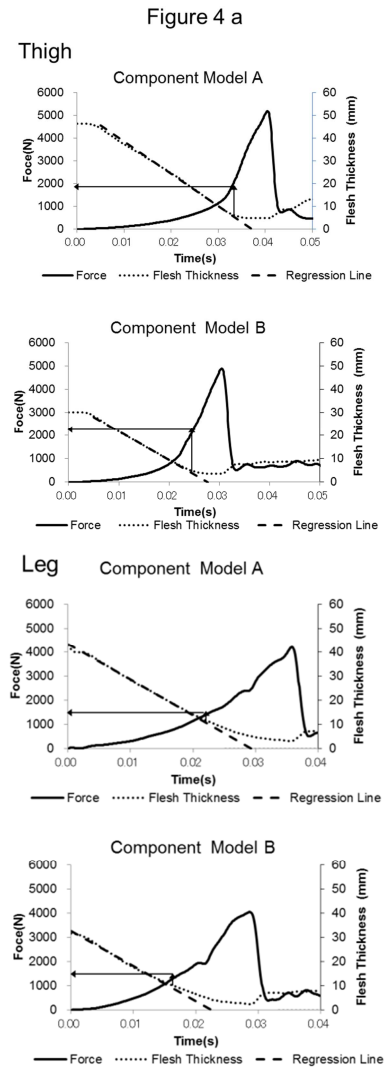 Figure 4 a
Thigh
Component Model A
6000 60
5000 50
4000 40
3000 30
2000 20
1000 10
0 0
0.00 0.01 0.02 0.03 0.04 0.05
Foce(N)
Flesh Thickness (mm)
Time(s)
Force Flesh Thickness Regression Line
Component Model B
6000 60
5000 50
4000 40
3000 30
2000 20
1000 10
0 0
0.00 0.01 0.02 0.03 0.04 0.05
Foce(N)
Flesh Thickness (mm)
Time(s)
Force Flesh Thickness Regression Line
Leg
Component Model A
6000 60
5000 50
4000 40
3000 30
2000 20
1000 10
0 0
0.00 0.01 0.02 0.03 0.04
Foce(N)
Flesh Thickness (mm)
Time(s)
Force Flesh Thickness Regression Line
Component Model B
6000 60
5000 50
4000 40
3000 30
2000 20
1000 10
0 0
0.00 0.01 0.02 0.03 0.04
Foce(N)
Flesh Thickness (mm)
Time(s)
Force Flesh Thickness Regression Line